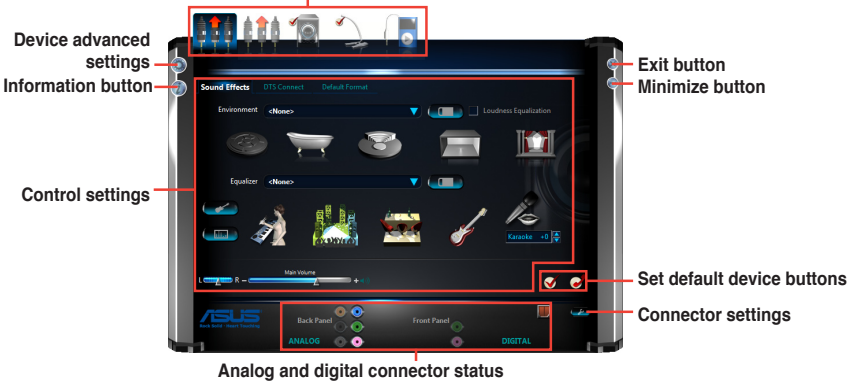 Device advanced
settings
Information button
Exit button
Minimize button
Sound Effects DTS Connect Default Format
Environment <None> Loudness Equalization
Equalizer <None>
Control settings
Karaoke +0
Main Volume
L R - +
Set default device buttons
Connector settings
ASUS
Back Panel Front Panel
ANALOG DIGITAL
Analog and digital connector status